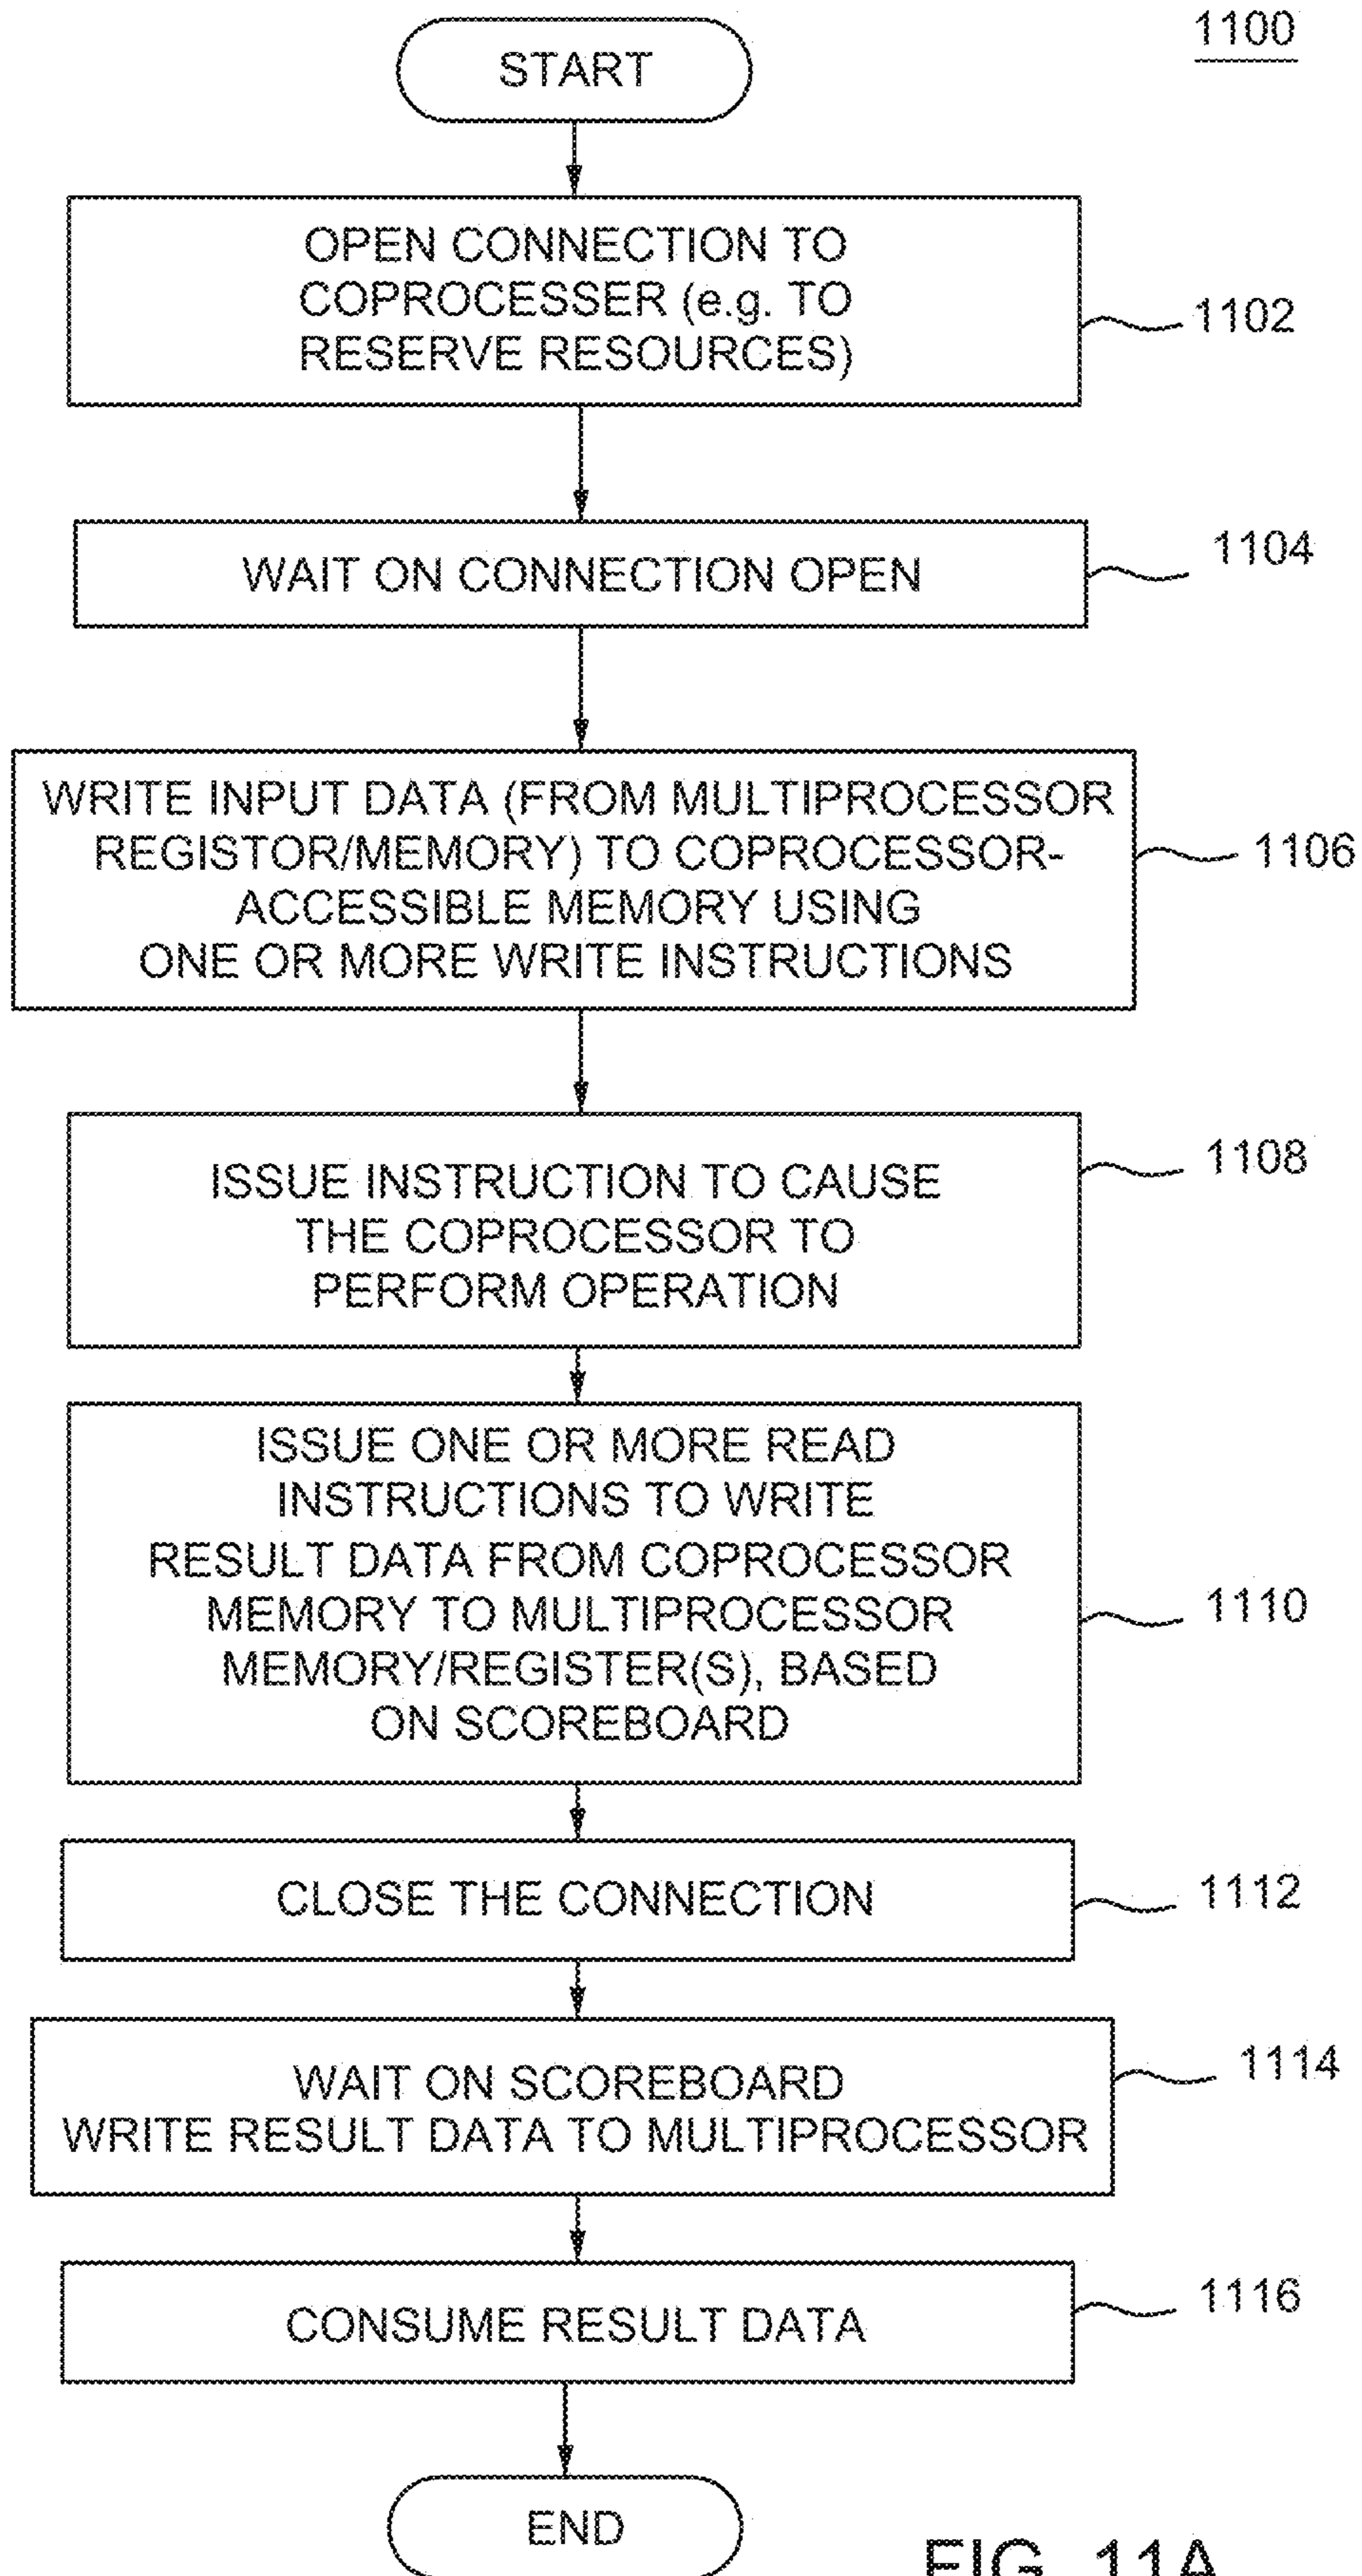 1100
START
OPEN CONNECTION TO
COPROCESSER (e.g. TO
RESERVE RESOURCES)
1102
WAIT ON CONNECTION OPEN
1104
WRITE INPUT DATA (FROM MULTIPROCESSOR
REGISTOR/MEMORY) TO COPROCESSOR-
ACCESSIBLE MEMORY USING
ONE OR MORE WRITE INSTRUCTIONS
1106
ISSUE INSTRUCTION TO CAUSE
THE COPROCESSOR TO
PERFORM OPERATION
1108
ISSUE ONE OR MORE READ
INSTRUCTIONS TO WRITE
RESULT DATA FROM COPROCESSOR
MEMORY TO MULTIPROCESSOR
MEMORY/REGISTER(S), BASED
ON SCOREBOARD
1110
CLOSE THE CONNECTION
1112
WAIT ON SCOREBOARD
WRITE RESULT DATA TO MULTIPROCESSOR
1114
CONSUME RESULT DATA
1116
END
FIG. 11A